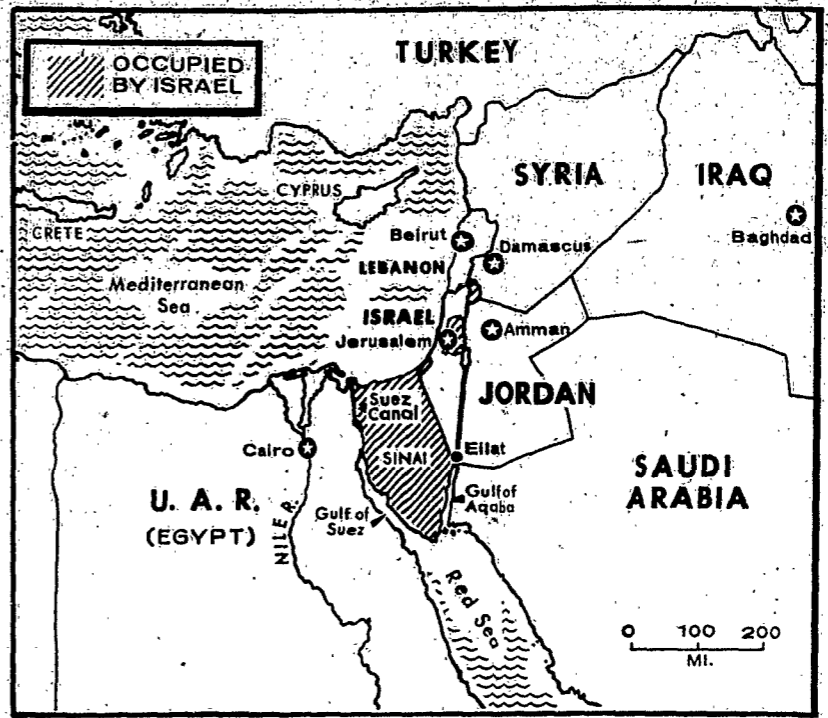 OCCUPIED
BY ISRAEL
TURKEY
SYRIA
IRAQ
CYPRUS
CRETE
Beirut
Baghdad
Damascus
LEBANON
Mediterranean
Sea
ISRAEL
Jerusalem
Amman
JORDAN
Suez
Canal
Cairo
SINAI
Eilat
SAUDI
ARABIA
U. A. R.
(EGYPT)
NILE R.
Gulf of
Suez
Gulf of
Aqaba
Red Sea
0 100 200
MI.